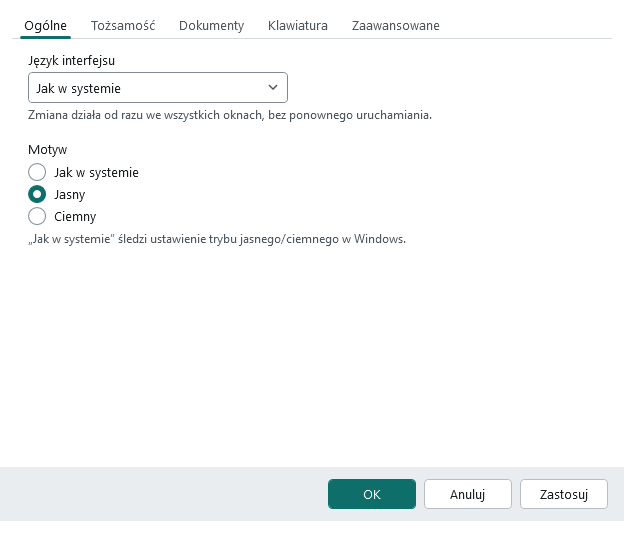 Ogólne Tożsamość Dokumenty Klawiatura Zaawansowane
Język interfejsu
Jak w systemie
Zmiana działa od razu we wszystkich oknach, bez ponownego uruchamiania.
Motyw
Jak w systemie
Jasny
Ciemny
„Jak w systemie” śledzi ustawienie trybu jasnego/ciemnego w Windows.
OK Anuluj Zastosuj